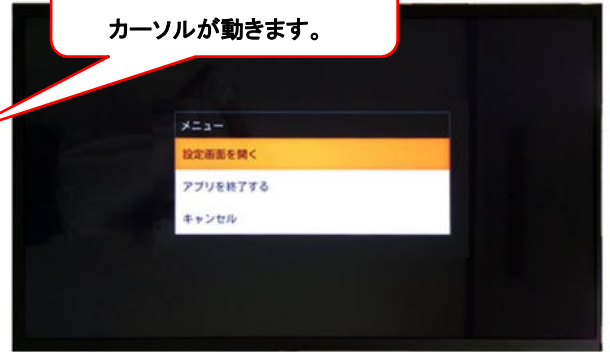 カーソルが動きます。
メニュー
設定画面を開く
アプリを終了する
キャンセル